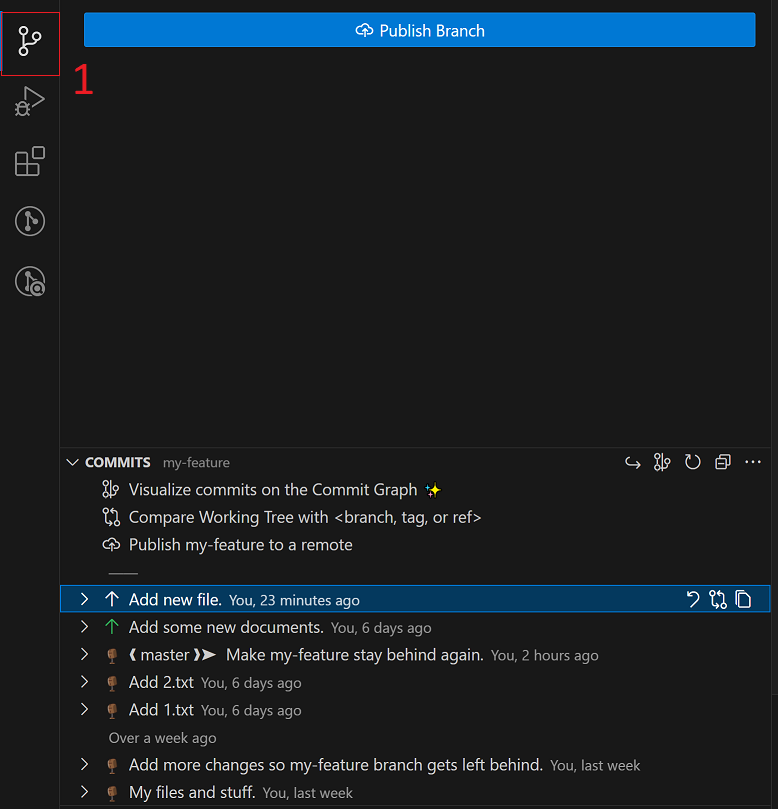 Publish Branch
1
COMMITS my-feature
Visualize commits on the Commit Graph ✨
Compare Working Tree with <branch, tag, or ref>
Publish my-feature to a remote
Add new file. You, 23 minutes ago
Add some new documents. You, 6 days ago
❰ master ❱➤ Make my-feature stay behind again. You, 2 hours ago
Add 2.txt You, 6 days ago
Add 1.txt You, 6 days ago
Over a week ago
Add more changes so my-feature branch gets left behind. You, last week
My files and stuff. You, last week